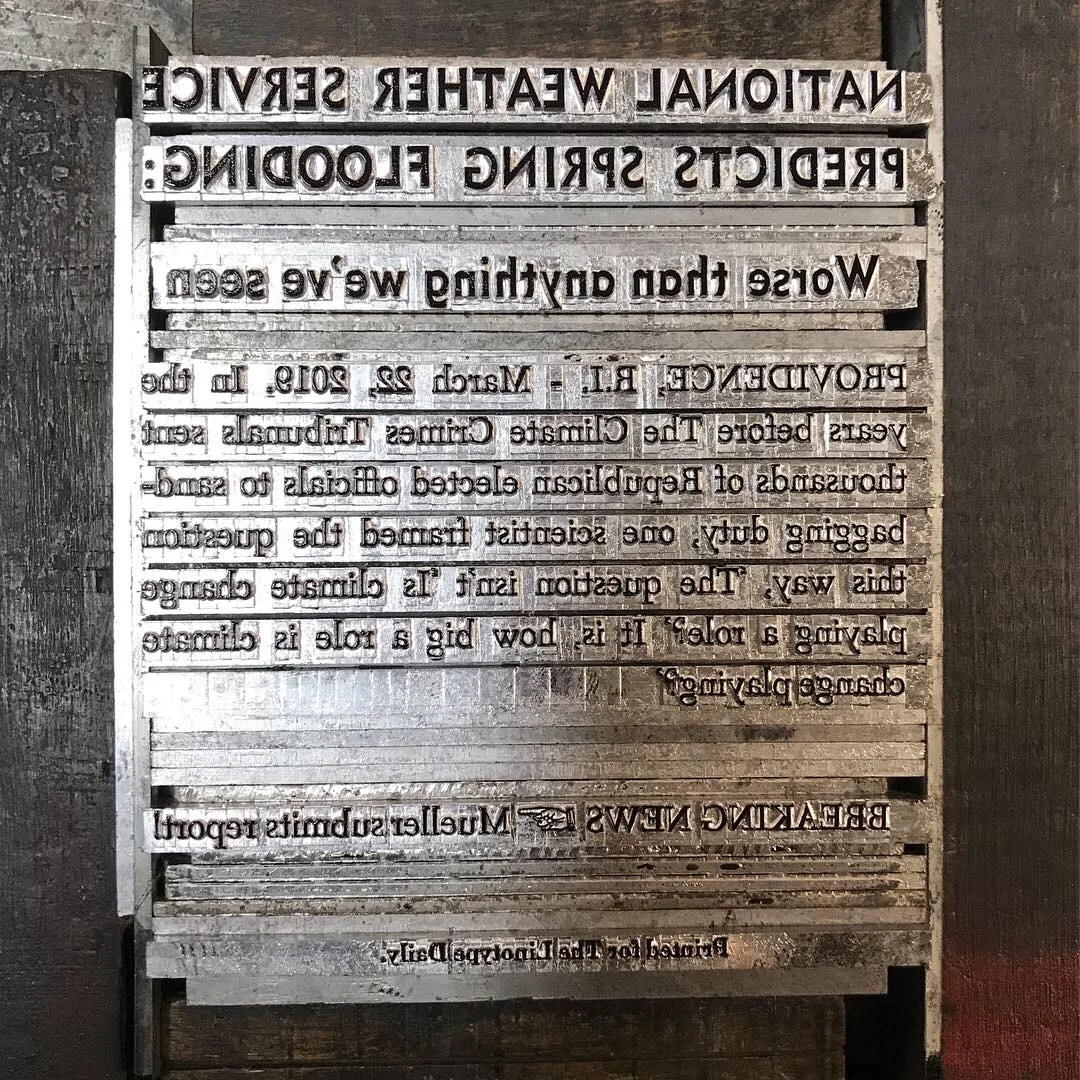 NATIONAL WEATHER SERVICE
PREDICTS SPRING FLOODING:
Worse than anything we've seen
PROVIDENCE, R.I. - March 22, 2019. In the
years before The Climate Crimes Tribunals sent
thousands of Republican elected officials to sand-
bagging duty, one scientist framed the question
this way, 'The question isn't 'Is climate change
playing a role?' It is, how big a role is climate
change playing?'
BREAKING NEWS! ☞ Mueller submits report!
Printed for The Linotype Daily.